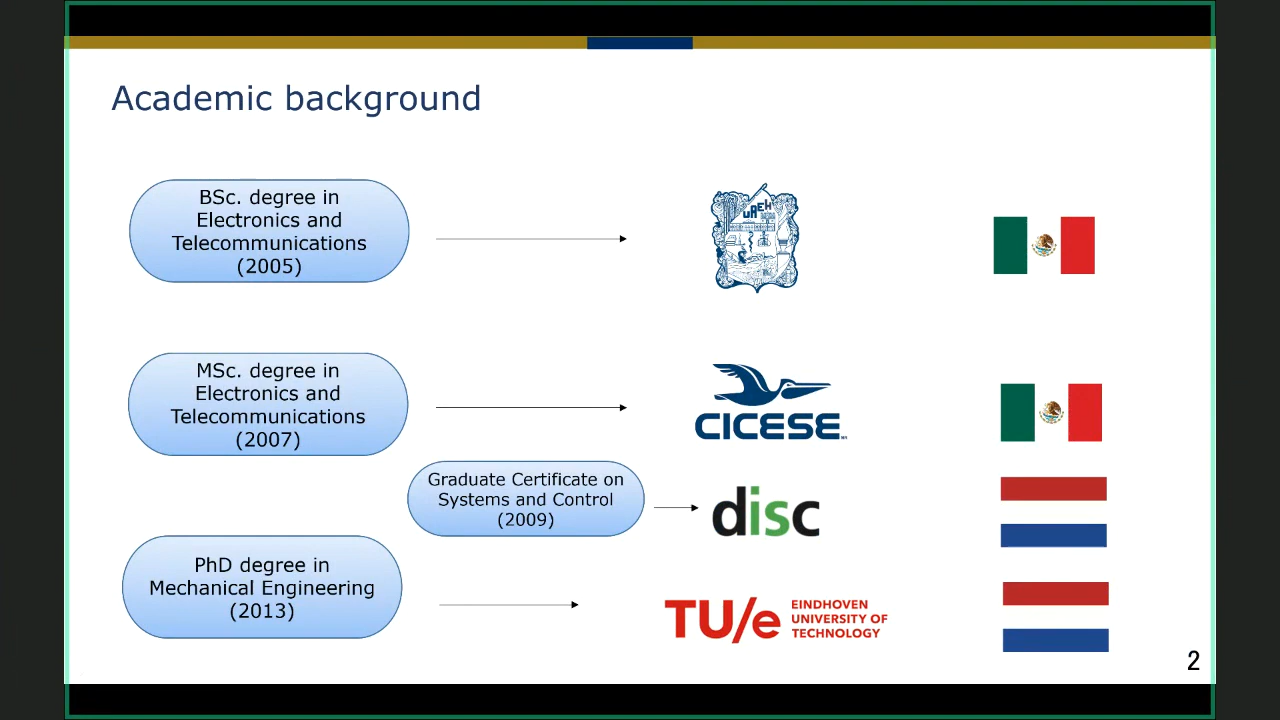 Academic background
BSc. degree in
Electronics and
Telecommunications
(2005)
UAEH
MSc. degree in
Electronics and
Telecommunications
(2007)
CICESE
Graduate Certificate on
Systems and Control
(2009)
disc
PhD degree in
Mechanical Engineering
(2013)
TU/e EINDHOVEN
UNIVERSITY OF
TECHNOLOGY
2